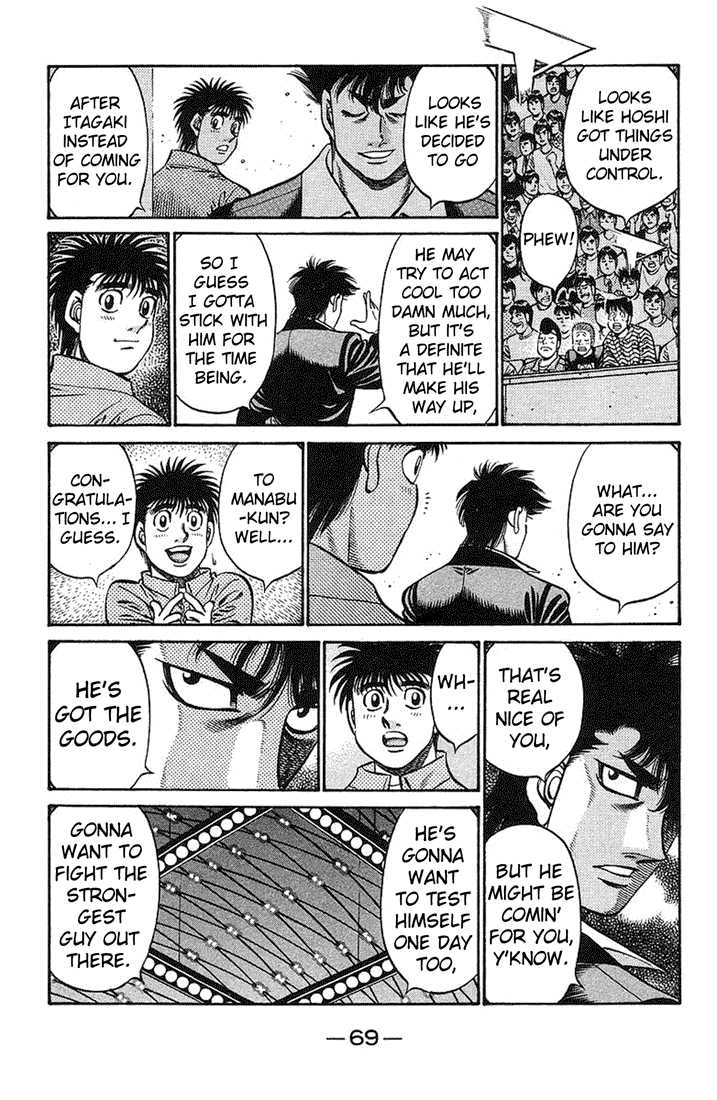 LOOKS
LIKE HOSHI
GOT THINGS
UNDER
CONTROL.
PHEW!
LOOKS
LIKE HE'S
DECIDED
TO GO
AFTER
ITAGAKI
INSTEAD
OF COMING
FOR YOU.
HE MAY
TRY TO ACT
COOL TOO
DAMN MUCH,
BUT IT'S
A DEFINITE
THAT HE'LL
MAKE HIS
WAY UP,
SO I
GUESS
I GOTTA
STICK WITH
HIM FOR
THE TIME
BEING.
WHAT...
ARE YOU
GONNA SAY
TO HIM?
TO
MANABU
-KUN?
WELL...
CON-
GRATULA-
TIONS... I
GUESS.
THAT'S
REAL
NICE OF
YOU,
BUT HE
MIGHT BE
COMIN'
FOR YOU,
Y'KNOW.
WH-
---
HE'S
GOT THE
GOODS.
HE'S
GONNA
WANT
TO TEST
HIMSELF
ONE DAY
TOO,
GONNA
WANT TO
FIGHT THE
STRON-
GEST
GUY OUT
THERE.
—69—